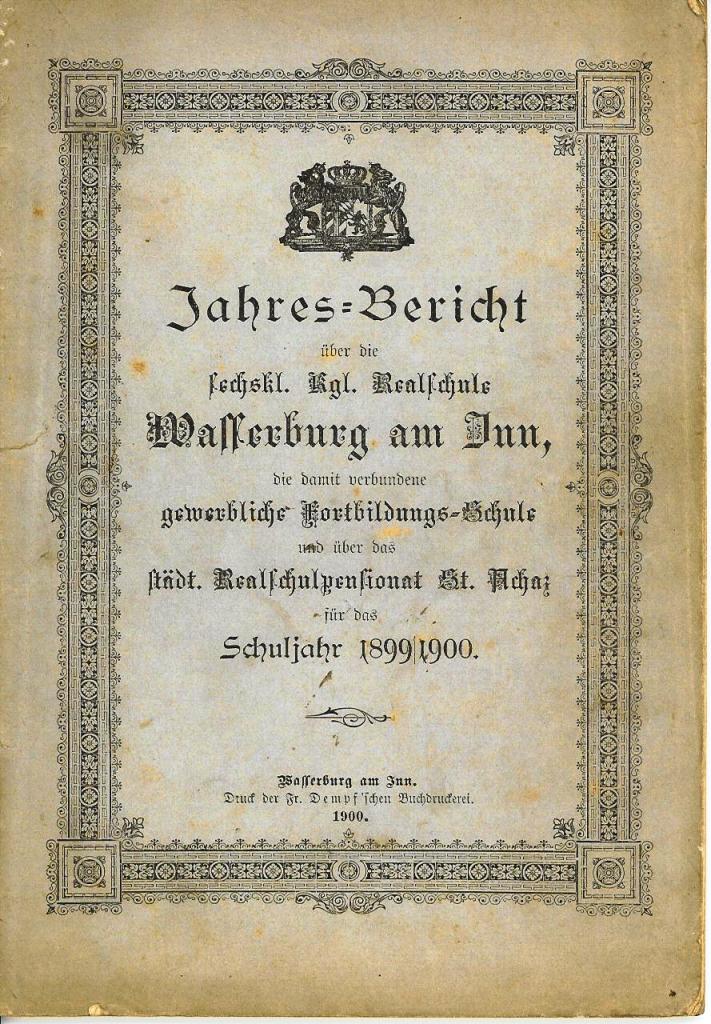 Jahres-Bericht
über die
sechskl. Kgl. Realschule
Wasserburg am Inn,
die damit verbundene
gewerbliche Fortbildungs-Schule
und über das
städt. Realschulpensionat St. Achaz
für das
Schuljahr 1899/1900.
Wasserburg am Inn.
Druck der Fr. Dempf'schen Buchdruckerei.
1900.